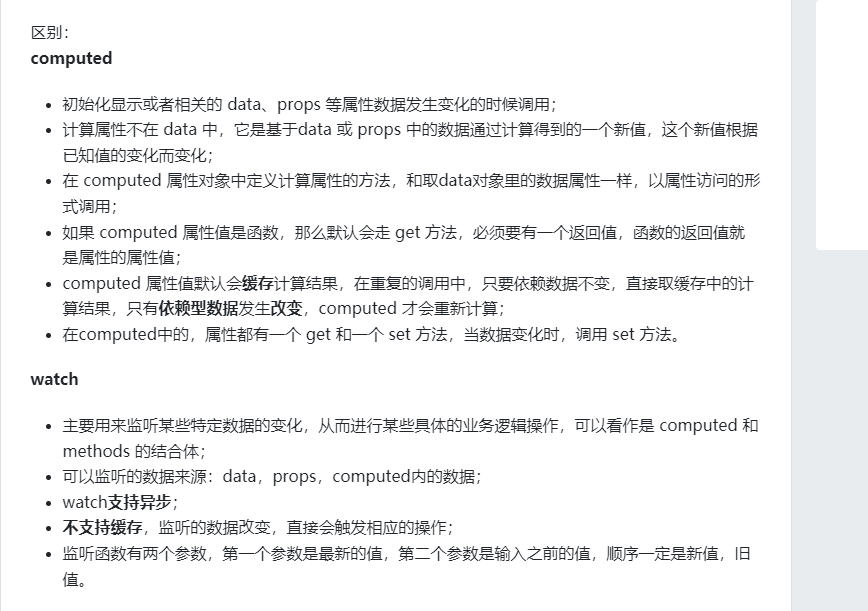 区别：
computed
初始化显示或者相关的 data、props 等属性数据发生变化的时候调用；
计算属性不在 data 中，它是基于data 或 props 中的数据通过计算得到的一个新值，这个新值根据
已知值的变化而变化；
在 computed 属性对象中定义计算属性的方法，和取data对象里的数据属性一样，以属性访问的形
式调用；
如果 computed 属性值是函数，那么默认会走 get 方法，必须要有一个返回值，函数的返回值就
是属性的属性值；
computed 属性值默认会缓存计算结果，在重复的调用中，只要依赖数据不变，直接取缓存中的计
算结果，只有依赖型数据发生改变，computed 才会重新计算；
在computed中的，属性都有一个 get 和一个 set 方法，当数据变化时，调用 set 方法。
watch
主要用来监听某些特定数据的变化，从而进行某些具体的业务逻辑操作，可以看作是 computed 和
methods 的结合体；
可以监听的数据来源：data，props，computed内的数据；
watch支持异步；
不支持缓存，监听的数据改变，直接会触发相应的操作；
监听函数有两个参数，第一个参数是最新的值，第二个参数是输入之前的值，顺序一定是新值，旧
值。